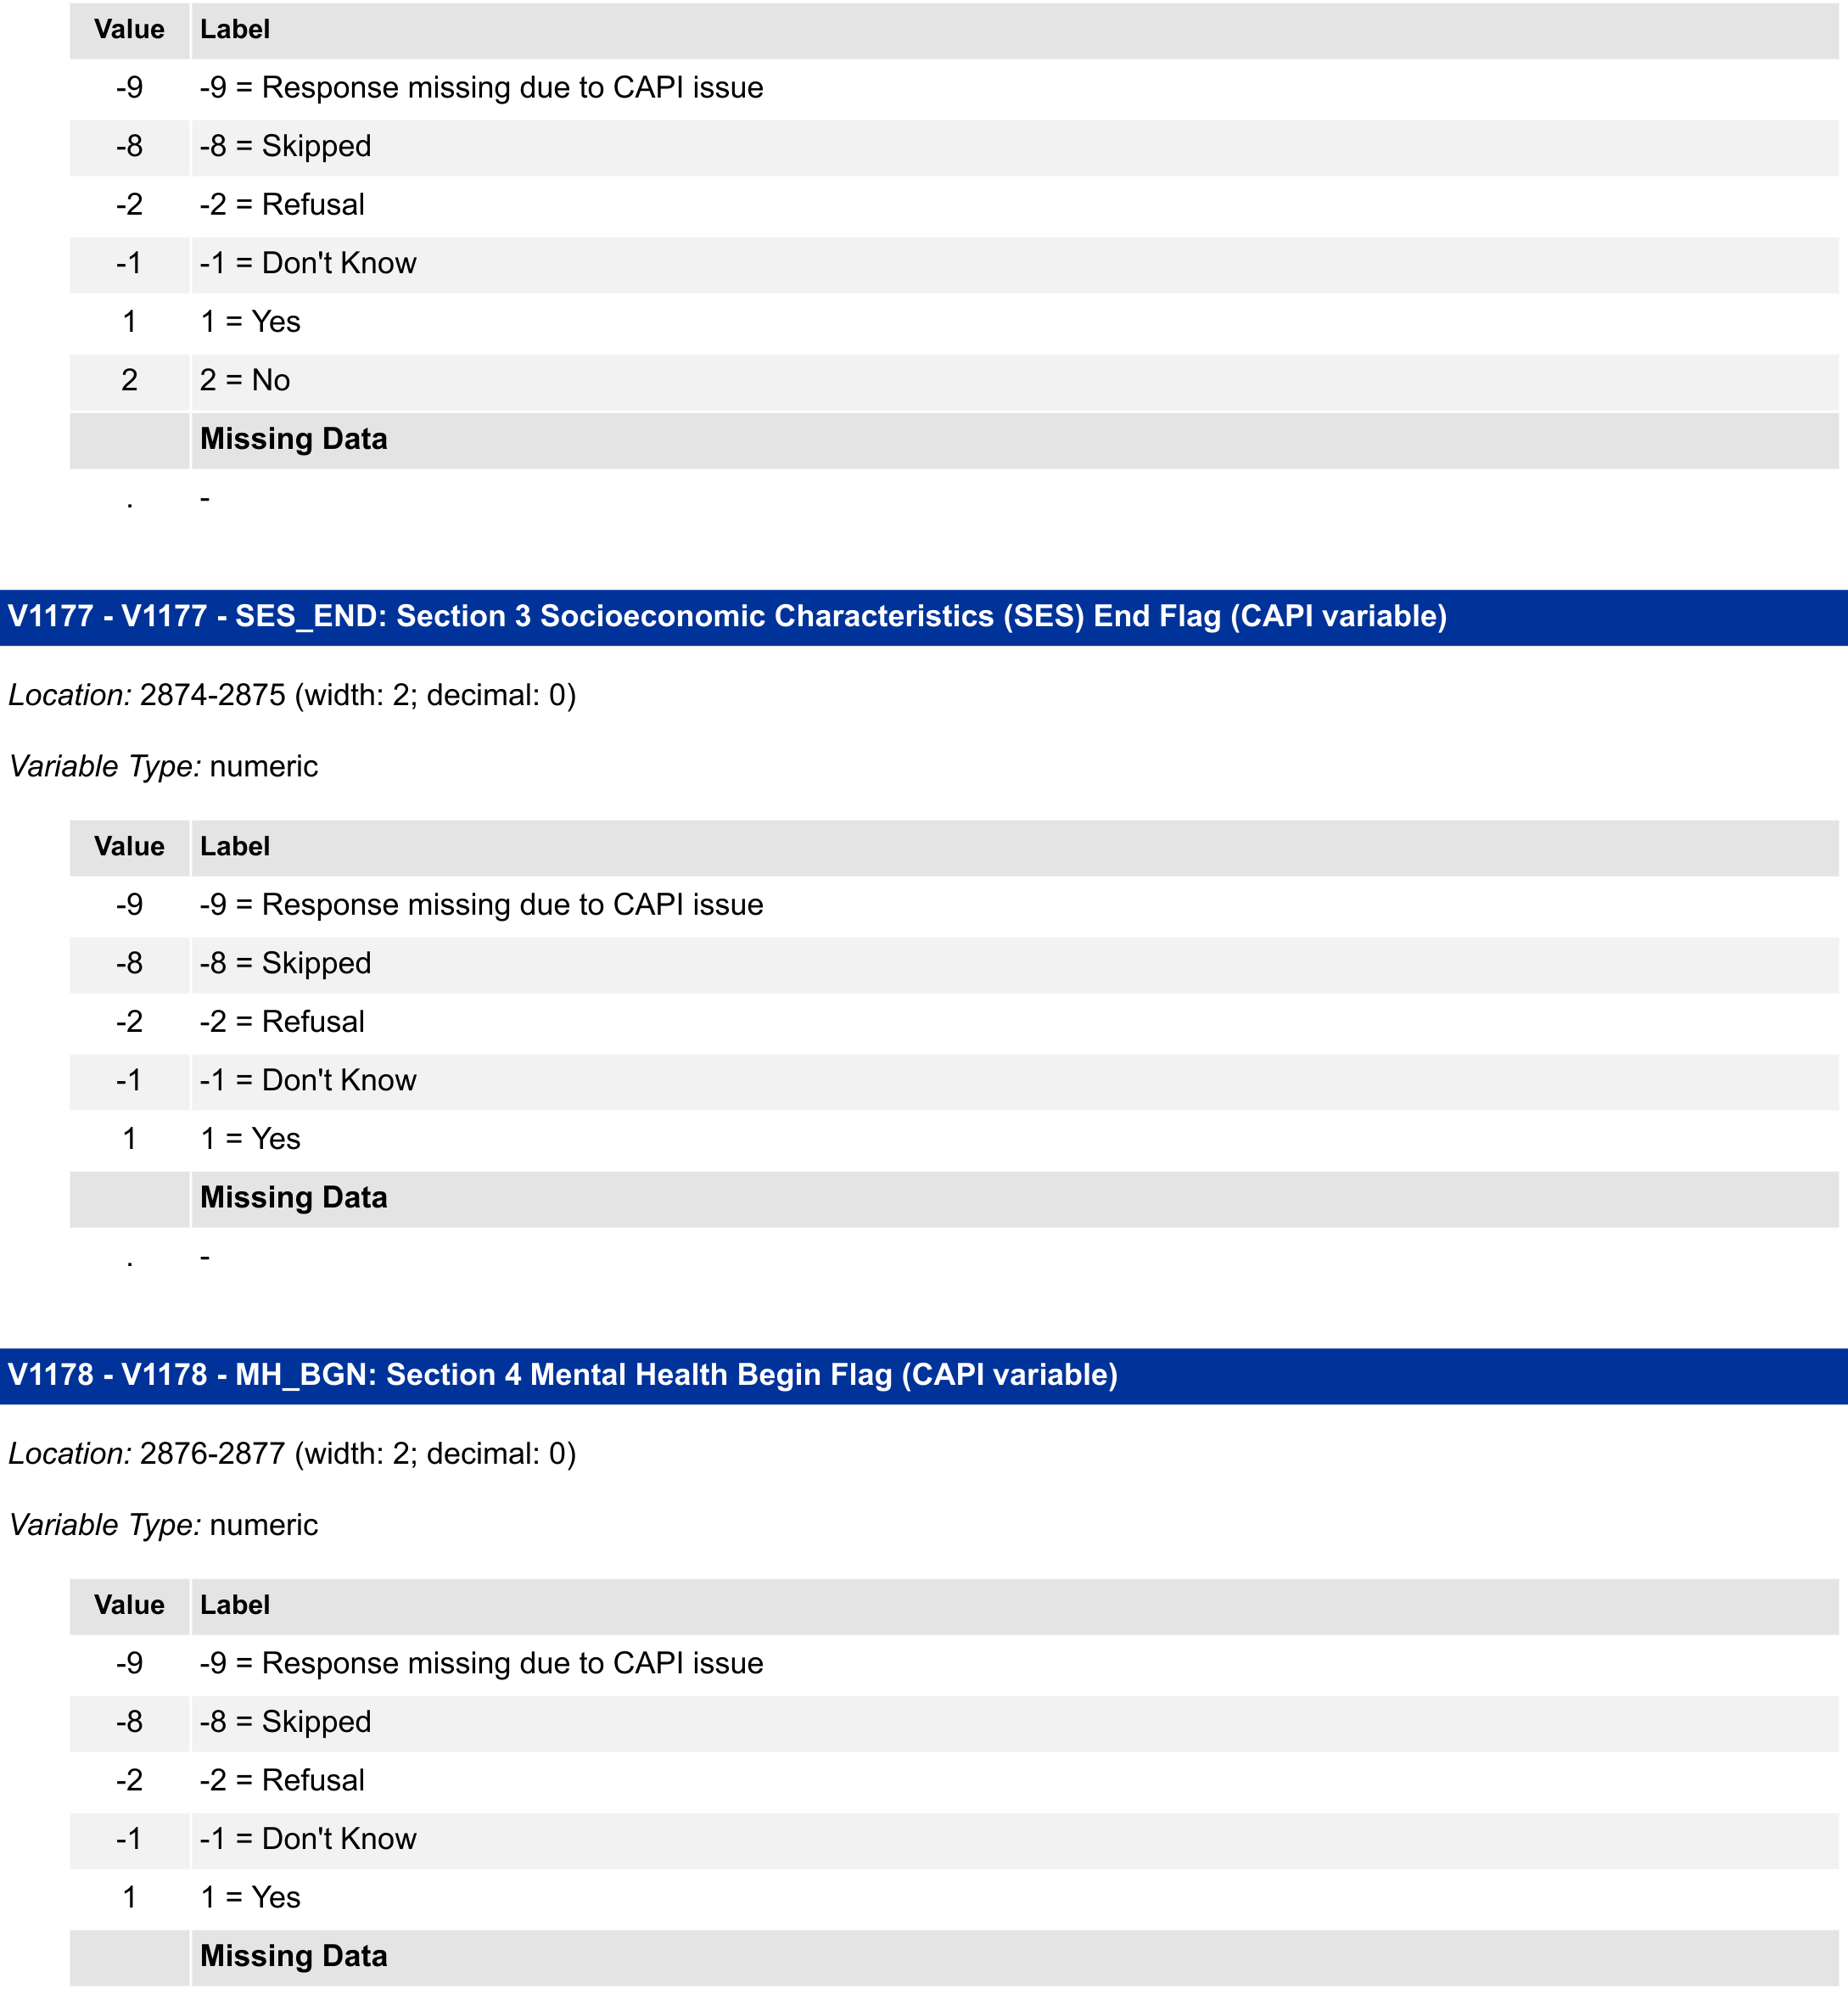 Value Label
-9 -9 = Response missing due to CAPI issue
-8 -8 = Skipped
-2 -2 = Refusal
-1 -1 = Don't Know
1 1 = Yes
2 2 = No
Missing Data
. -
V1177 - V1177 - SES_END: Section 3 Socioeconomic Characteristics (SES) End Flag (CAPI variable)
Location: 2874-2875 (width: 2; decimal: 0)
Variable Type: numeric
Value Label
-9 -9 = Response missing due to CAPI issue
-8 -8 = Skipped
-2 -2 = Refusal
-1 -1 = Don't Know
1 1 = Yes
Missing Data
. -
V1178 - V1178 - MH_BGN: Section 4 Mental Health Begin Flag (CAPI variable)
Location: 2876-2877 (width: 2; decimal: 0)
Variable Type: numeric
Value Label
-9 -9 = Response missing due to CAPI issue
-8 -8 = Skipped
-2 -2 = Refusal
-1 -1 = Don't Know
1 1 = Yes
Missing Data